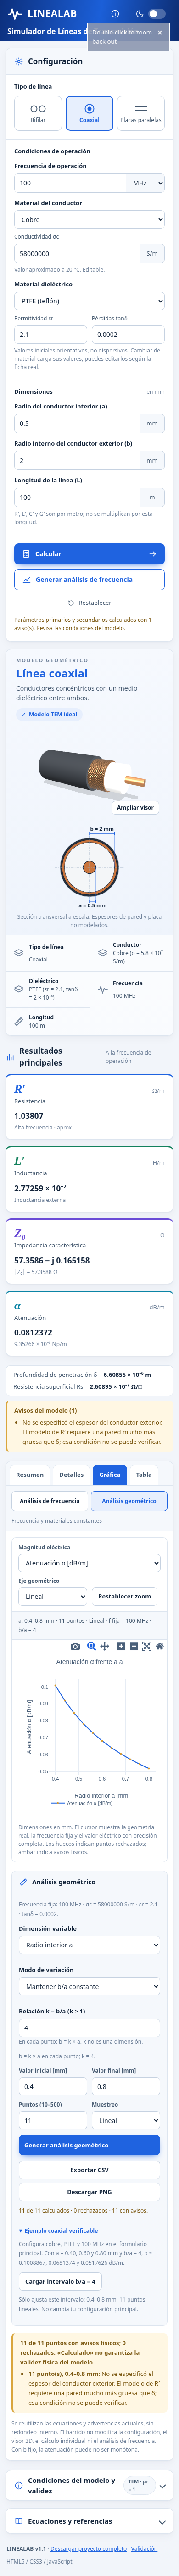 LINEALAB
Simulador de Líneas d
Double-click to zoom
back out
×
Configuración
Tipo de línea
Bifilar
Coaxial
Placas paralelas
Condiciones de operación
Frecuencia de operación
100
MHz
Material del conductor
Cobre
Conductividad σc
58000000
S/m
Valor aproximado a 20 °C. Editable.
Material dieléctrico
PTFE (teflón)
Permitividad εr
Pérdidas tanδ
2.1
0.0002
Valores iniciales orientativos, no dispersivos. Cambiar de
material carga sus valores; puedes editarlos según la
ficha real.
Dimensiones
en mm
Radio del conductor interior (a)
0.5
mm
Radio interno del conductor exterior (b)
2
mm
Longitud de la línea (L)
100
m
R', L', C' y G' son por metro; no se multiplican por esta
longitud.
Calcular
Generar análisis de frecuencia
Restablecer
Parámetros primarios y secundarios calculados con 1
aviso(s). Revisa las condiciones del modelo.
MODELO GEOMÉTRICO
Línea coaxial
Conductores concéntricos con un medio
dieléctrico entre ambos.
✓ Modelo TEM ideal
Ampliar visor
b = 2 mm
a = 0.5 mm
Sección transversal a escala. Espesores de pared y placa
no modelados.
Tipo de línea
Coaxial
Conductor
Cobre (σ = 5.8 × 10⁷
S/m)
Dieléctrico
PTFE (εr = 2.1, tanδ
= 2 × 10⁻⁴)
Frecuencia
100 MHz
Longitud
100 m
Resultados
principales
A la frecuencia de
operación
R'
Ω/m
Resistencia
1.03807
Alta frecuencia · aprox.
L'
H/m
Inductancia
2.77259 × 10⁻⁷
Inductancia externa
Z₀
Ω
Impedancia característica
57.3586 − j 0.165158
|Z₀| = 57.3588 Ω
α
dB/m
Atenuación
0.0812372
9.35266 × 10⁻³ Np/m
Profundidad de penetración δ = 6.60855 × 10⁻⁶ m
Resistencia superficial Rs = 2.60895 × 10⁻³ Ω/□
Avisos del modelo (1)
• No se especificó el espesor del conductor exterior.
El modelo de R' requiere una pared mucho más
gruesa que δ; esa condición no se puede verificar.
Resumen
Detalles
Gráfica
Tabla
Análisis de frecuencia
Análisis geométrico
Frecuencia y materiales constantes
Magnitud eléctrica
Atenuación α [dB/m]
Eje geométrico
Lineal
Restablecer zoom
a: 0.4–0.8 mm · 11 puntos · Lineal · f fija = 100 MHz ·
b/a = 4
Atenuación α frente a a
Atenuación α [dB/m]
0.1
0.09
0.08
0.07
0.06
0.05
0.4
0.5
0.6
0.7
0.8
Radio interior a [mm]
Atenuación α [dB/m]
Dimensiones en mm. El cursor muestra la geometría
real, la frecuencia fija y el valor eléctrico con precisión
completa. Los huecos indican puntos rechazados;
ámbar indica avisos físicos.
Análisis geométrico
Frecuencia fija: 100 MHz · σc = 58000000 S/m · εr = 2.1
· tanδ = 0.0002.
Dimensión variable
Radio interior a
Modo de variación
Mantener b/a constante
Relación k = b/a (k > 1)
4
En cada punto: b = k × a. k no es una dimensión.
b = k × a en cada punto; k = 4.
Valor inicial [mm]
Valor final [mm]
0.4
0.8
Puntos (10–500)
Muestreo
11
Lineal
Generar análisis geométrico
Exportar CSV
Descargar PNG
11 de 11 calculados · 0 rechazados · 11 con avisos.
▾ Ejemplo coaxial verificable
Configura cobre, PTFE y 100 MHz en el formulario
principal. Con a = 0.40, 0.60 y 0.80 mm y b/a = 4, α ≈
0.1008867, 0.0681374 y 0.0517626 dB/m.
Cargar intervalo b/a = 4
Sólo ajusta este intervalo: 0.4–0.8 mm, 11 puntos
lineales. No cambia tu configuración principal.
11 de 11 puntos con avisos físicos; 0
rechazados. «Calculado» no garantiza la
validez física del modelo.
• 11 punto(s), 0.4–0.8 mm: No se especificó el
espesor del conductor exterior. El modelo de R'
requiere una pared mucho más gruesa que δ;
esa condición no se puede verificar.
Se reutilizan las ecuaciones y advertencias actuales, sin
redondeo interno. El barrido no modifica la configuración, el
visor 3D, el cálculo individual ni el análisis de frecuencia.
Con b fijo, la atenuación puede no ser monótona.
Condiciones del modelo y
validez
TEM · μr
= 1
Ecuaciones y referencias
LINEALAB v1.1 · Descargar proyecto completo · Validación
HTML5 / CSS3 / JavaScript